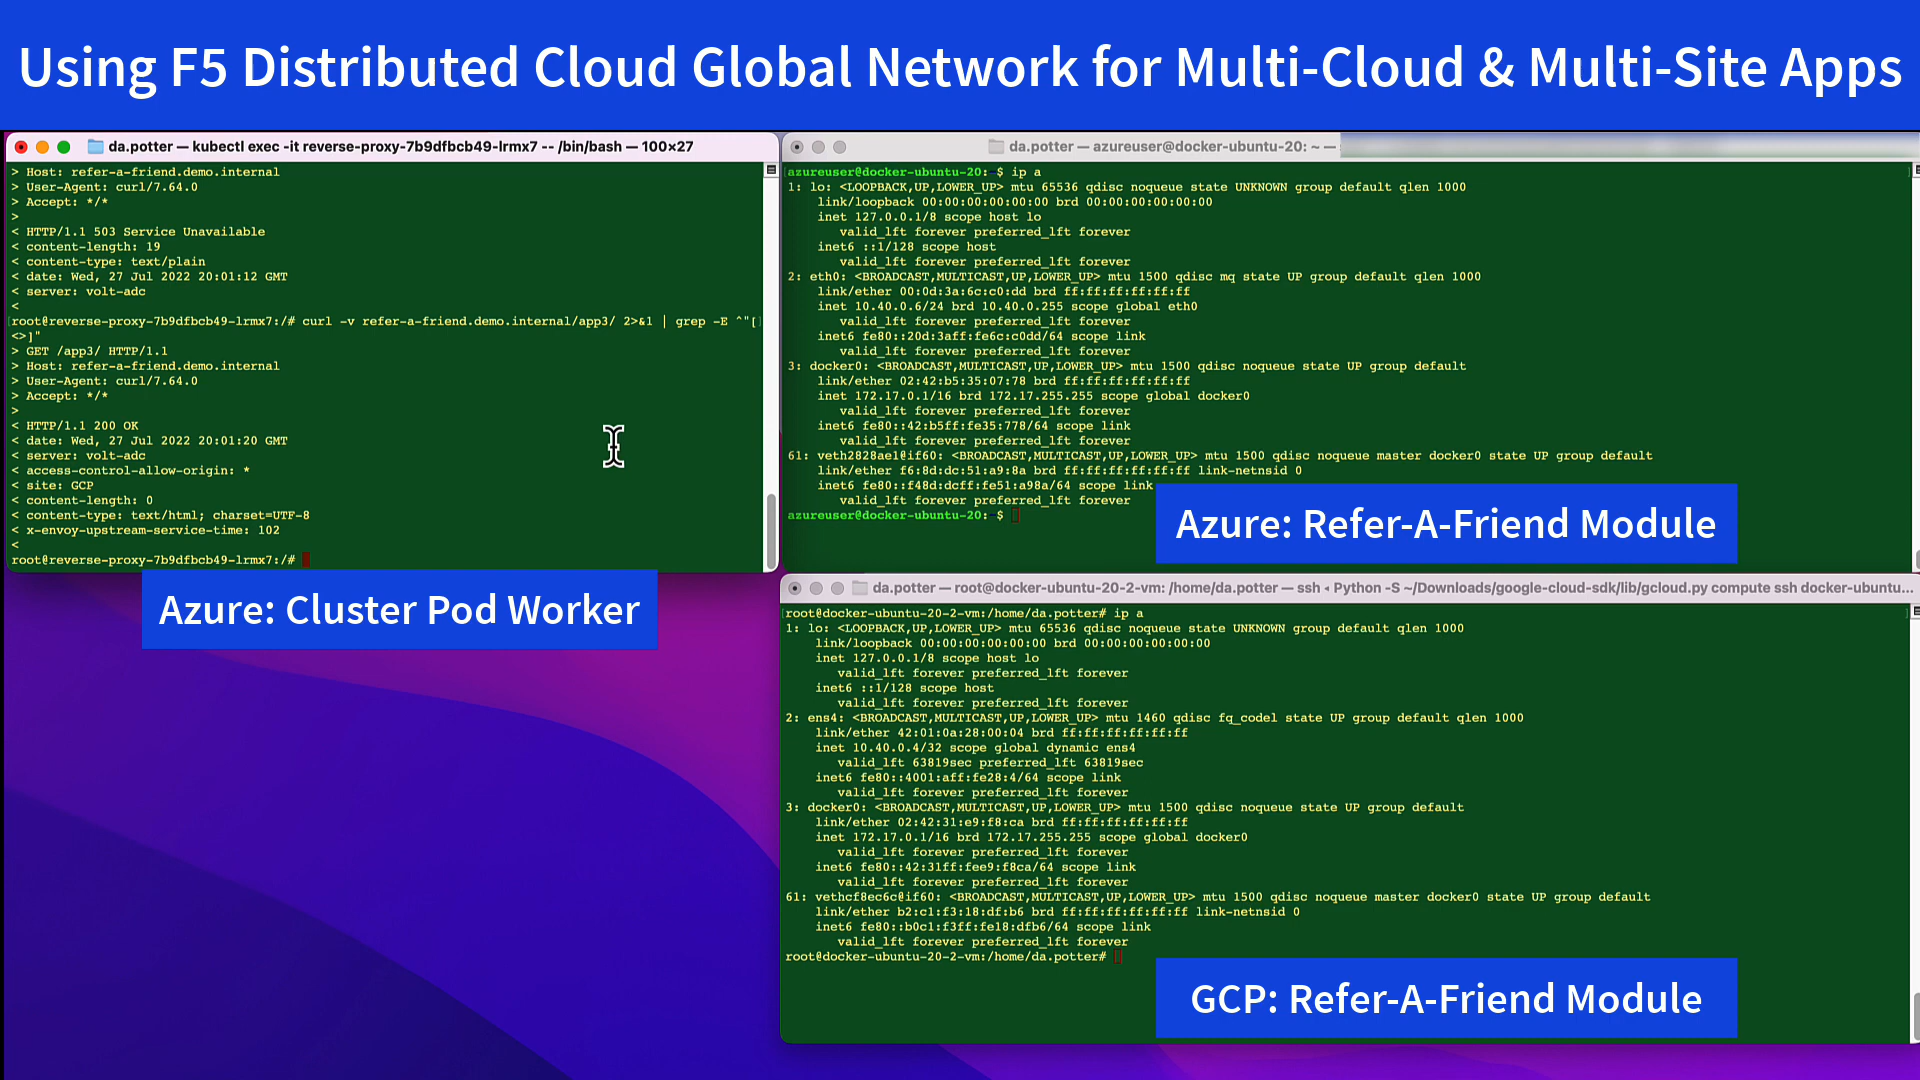 Using F5 Distributed Cloud Global Network for Multi-Cloud & Multi-Site Apps
da.potter — kubectl exec -it reverse-proxy-7b9dfbcb49-lrmx7 -- /bin/bash — 100×27
> Host: refer-a-friend.demo.internal
> User-Agent: curl/7.64.0
> Accept: */*
>
< HTTP/1.1 503 Service Unavailable
< content-length: 19
< content-type: text/plain
< date: Wed, 27 Jul 2022 20:01:12 GMT
< server: volt-adc
<
[root@reverse-proxy-7b9dfbcb49-lrmx7:/# curl -v refer-a-friend.demo.internal/app3/ 2>&1 | grep -E ^"[]
<>]"
> GET /app3/ HTTP/1.1
> Host: refer-a-friend.demo.internal
> User-Agent: curl/7.64.0
> Accept: */*
>
< HTTP/1.1 200 OK
< date: Wed, 27 Jul 2022 20:01:20 GMT
< server: volt-adc
< access-control-allow-origin: *
< site: GCP
< content-length: 0
< content-type: text/html; charset=UTF-8
< x-envoy-upstream-service-time: 102
<
root@reverse-proxy-7b9dfbcb49-lrmx7:/#
Azure: Cluster Pod Worker
da.potter — azureuser@docker-ubuntu-20: ~ —
[azureuser@docker-ubuntu-20:~$ ip a
1: lo: <LOOPBACK,UP,LOWER_UP> mtu 65536 qdisc noqueue state UNKNOWN group default qlen 1000
link/loopback 00:00:00:00:00:00 brd 00:00:00:00:00:00
inet 127.0.0.1/8 scope host lo
valid_lft forever preferred_lft forever
inet6 ::1/128 scope host
valid_lft forever preferred_lft forever
2: eth0: <BROADCAST,MULTICAST,UP,LOWER_UP> mtu 1500 qdisc mq state UP group default qlen 1000
link/ether 00:0d:3a:6c:c0:dd brd ff:ff:ff:ff:ff:ff
inet 10.40.0.6/24 brd 10.40.0.255 scope global eth0
valid_lft forever preferred_lft forever
inet6 fe80::20d:3aff:fe6c:c0dd/64 scope link
valid_lft forever preferred_lft forever
3: docker0: <BROADCAST,MULTICAST,UP,LOWER_UP> mtu 1500 qdisc noqueue state UP group default
link/ether 02:42:b5:35:07:78 brd ff:ff:ff:ff:ff:ff
inet 172.17.0.1/16 brd 172.17.255.255 scope global docker0
valid_lft forever preferred_lft forever
inet6 fe80::42:b5ff:fe35:778/64 scope link
valid_lft forever preferred_lft forever
61: veth2828ae1@if60: <BROADCAST,MULTICAST,UP,LOWER_UP> mtu 1500 qdisc noqueue master docker0 state UP group default
link/ether f6:8d:dc:51:a9:8a brd ff:ff:ff:ff:ff:ff link-netnsid 0
inet6 fe80::f48d:dcff:fe51:a98a/64 scope link
valid_lft forever preferred_lft forever
azureuser@docker-ubuntu-20:~$
Azure: Refer-A-Friend Module
da.potter — root@docker-ubuntu-20-2-vm: /home/da.potter — ssh ◂ Python -S ~/Downloads/google-cloud-sdk/lib/gcloud.py compute ssh docker-ubuntu...
[root@docker-ubuntu-20-2-vm:/home/da.potter# ip a
1: lo: <LOOPBACK,UP,LOWER_UP> mtu 65536 qdisc noqueue state UNKNOWN group default qlen 1000
link/loopback 00:00:00:00:00:00 brd 00:00:00:00:00:00
inet 127.0.0.1/8 scope host lo
valid_lft forever preferred_lft forever
inet6 ::1/128 scope host
valid_lft forever preferred_lft forever
2: ens4: <BROADCAST,MULTICAST,UP,LOWER_UP> mtu 1460 qdisc fq_codel state UP group default qlen 1000
link/ether 42:01:0a:28:00:04 brd ff:ff:ff:ff:ff:ff
inet 10.40.0.4/32 scope global dynamic ens4
valid_lft 63819sec preferred_lft 63819sec
inet6 fe80::4001:aff:fe28:4/64 scope link
valid_lft forever preferred_lft forever
3: docker0: <BROADCAST,MULTICAST,UP,LOWER_UP> mtu 1500 qdisc noqueue state UP group default
link/ether 02:42:31:e9:f8:ca brd ff:ff:ff:ff:ff:ff
inet 172.17.0.1/16 brd 172.17.255.255 scope global docker0
valid_lft forever preferred_lft forever
inet6 fe80::42:31ff:fee9:f8ca/64 scope link
valid_lft forever preferred_lft forever
61: vethcf8ec6c@if60: <BROADCAST,MULTICAST,UP,LOWER_UP> mtu 1500 qdisc noqueue master docker0 state UP group default
link/ether b2:c1:f3:18:df:b6 brd ff:ff:ff:ff:ff:ff link-netnsid 0
inet6 fe80::b0c1:f3ff:fe18:dfb6/64 scope link
valid_lft forever preferred_lft forever
root@docker-ubuntu-20-2-vm:/home/da.potter#
GCP: Refer-A-Friend Module